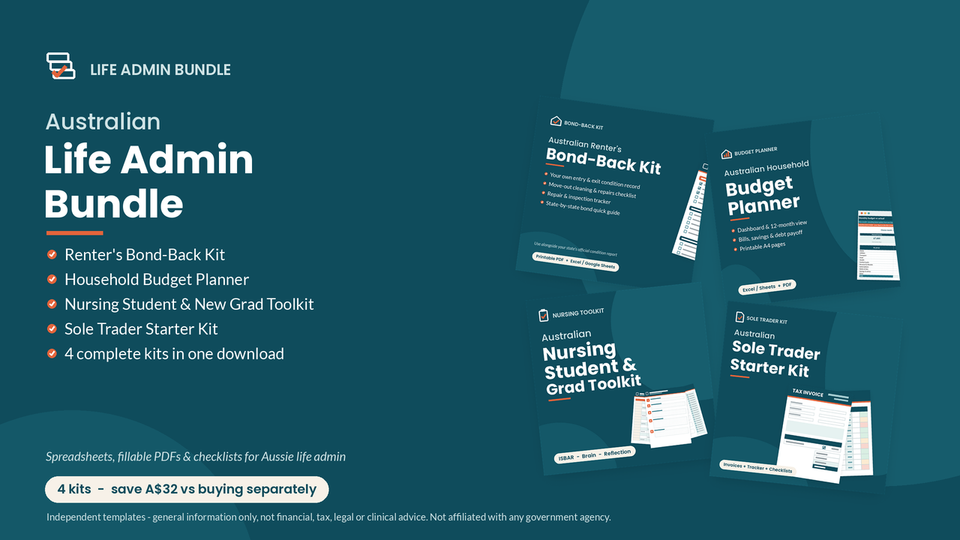 LIFE ADMIN BUNDLE
Australian
Life Admin
Bundle
Renter's Bond-Back Kit
Household Budget Planner
Nursing Student & New Grad Toolkit
Sole Trader Starter Kit
4 complete kits in one download
Spreadsheets, fillable PDFs & checklists for Aussie life admin
4 kits - save A$32 vs buying separately
Independent templates - general information only, not financial, tax, legal or clinical advice. Not affiliated with any government agency.
BOND-BACK KIT
Australian Renter's
Bond-Back Kit
Your own entry & exit condition record
Move-out cleaning & repairs checklist
Repair & inspection tracker
State-by-state bond quick guide
Use alongside your state's official condition report
Printable PDF + Excel / Google Sheets
BUDGET PLANNER
Australian Household
Budget
Planner
Dashboard & 12-month view
Bills, savings & debt payoff
Printable A4 pages
Excel / Sheets + PDF
NURSING TOOLKIT
Australian
Nursing
Student &
Grad Toolkit
ISBAR - Brain - Reflection
SOLE TRADER KIT
Australian
Sole Trader
Starter Kit
TAX INVOICE
Invoices + Tracker + Checklists